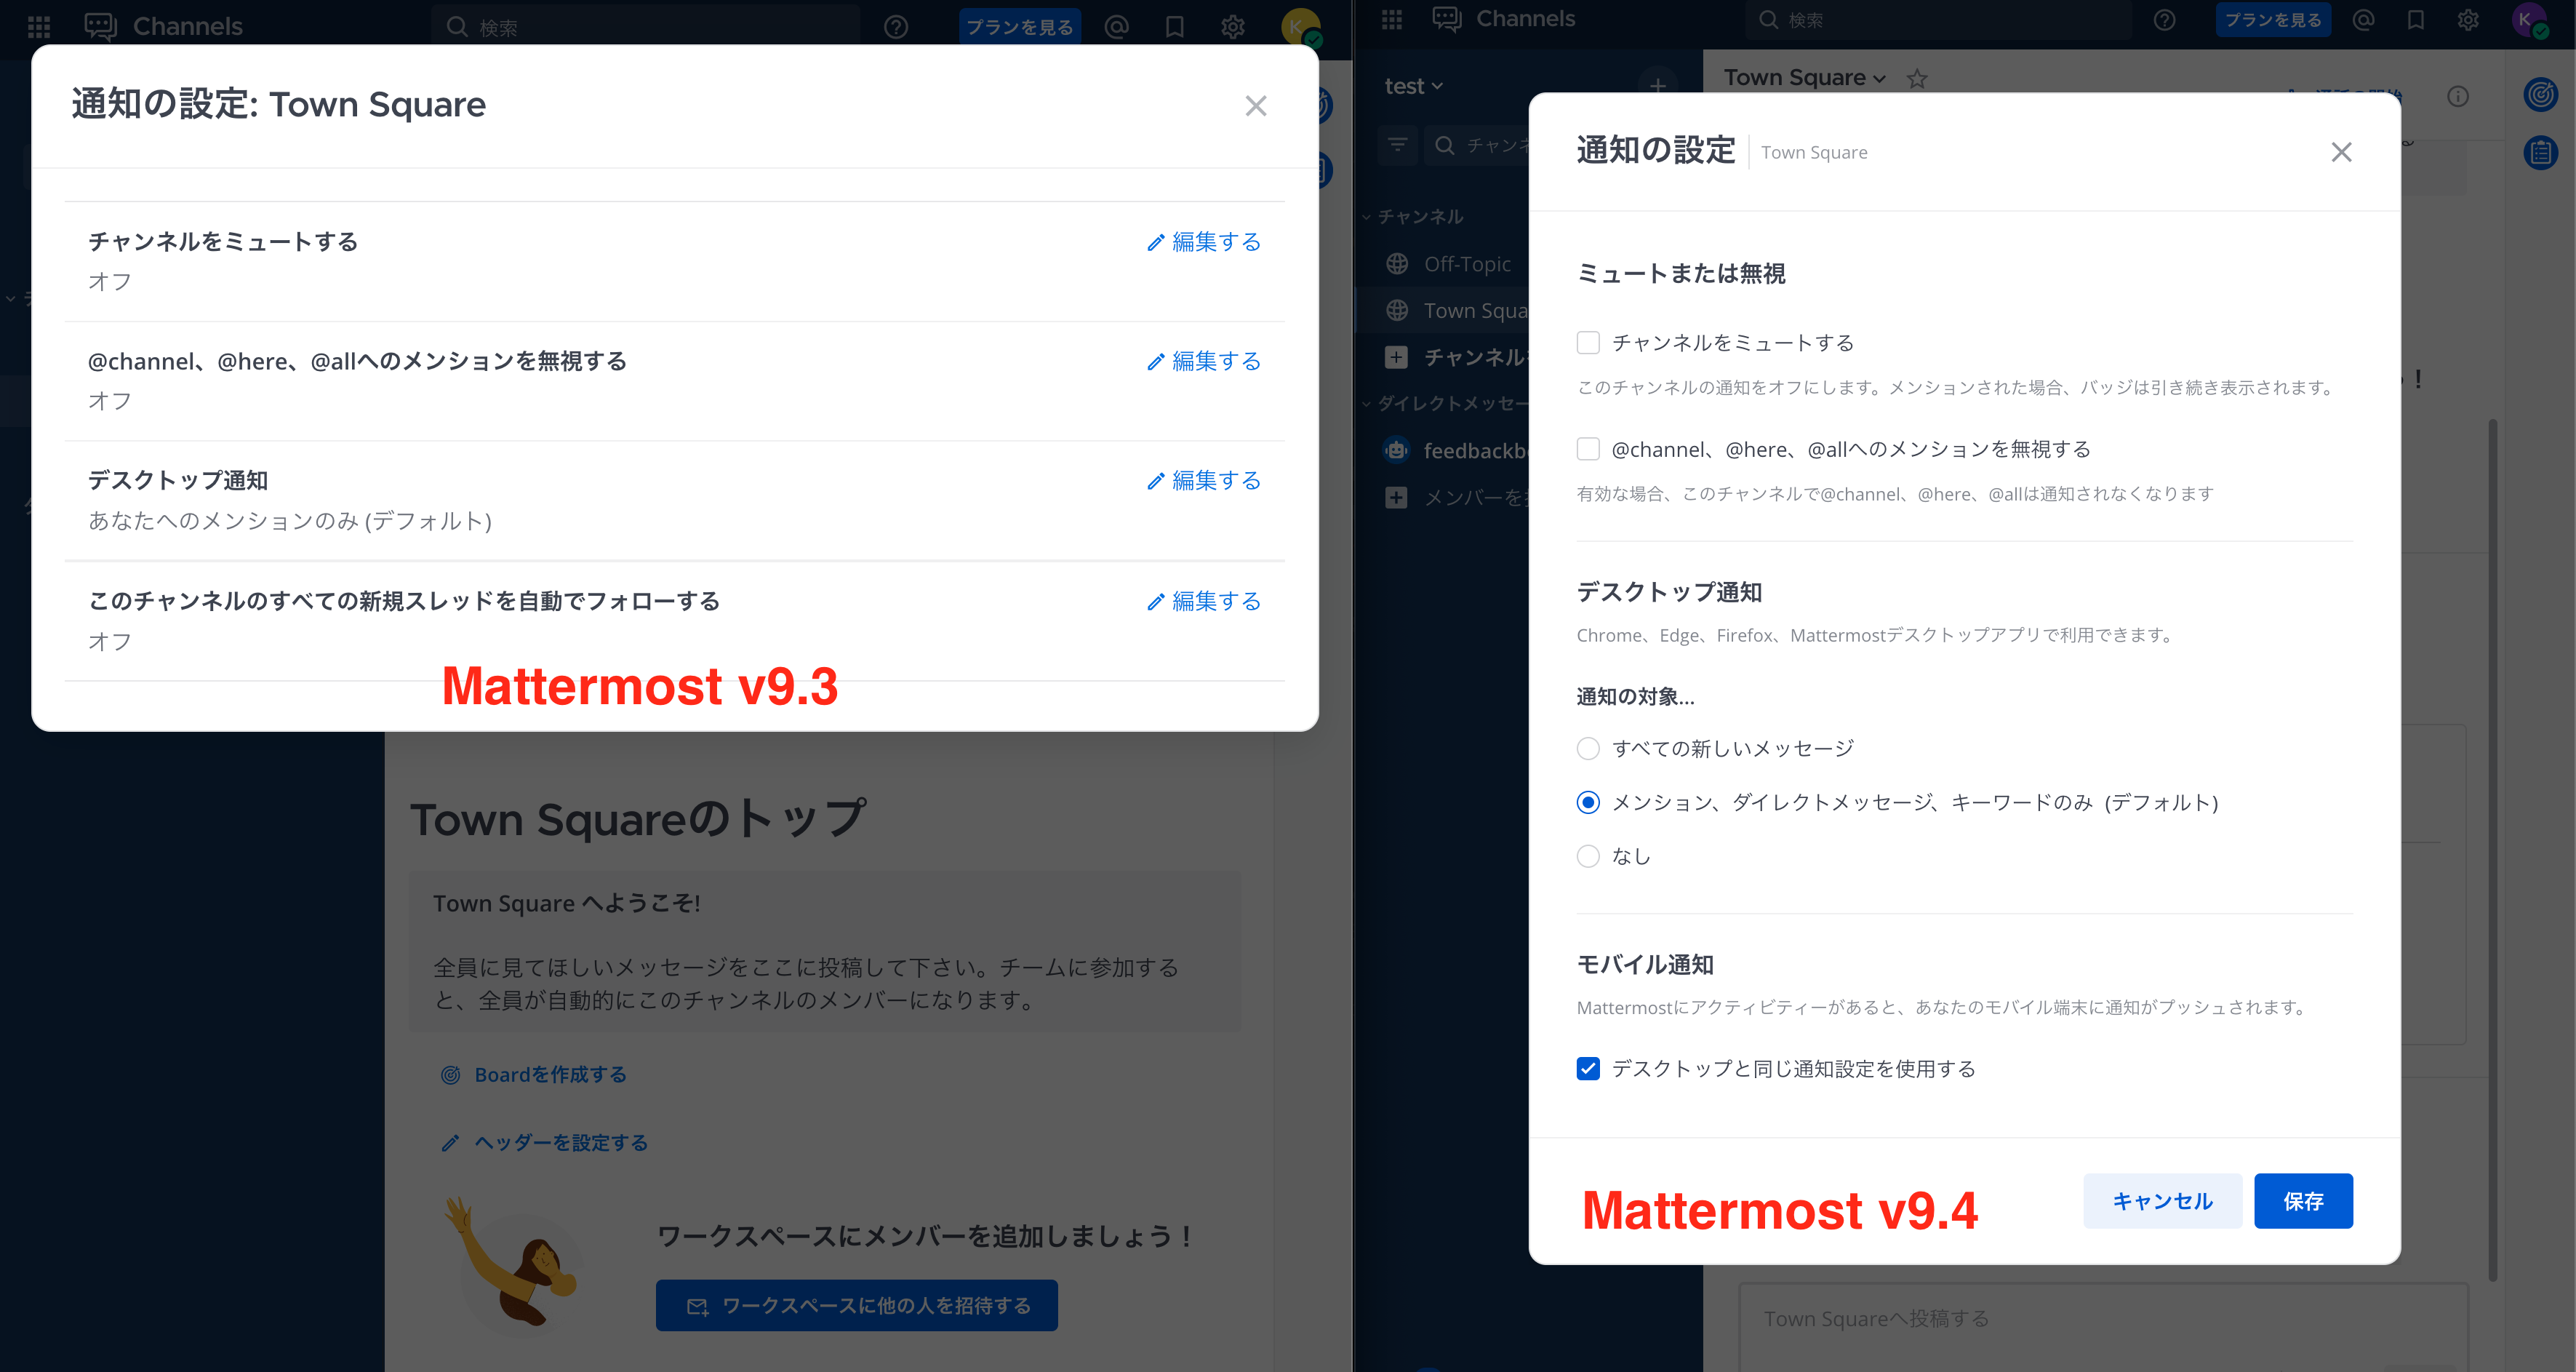 Channels
検索
プランを見る
K
通知の設定: Town Square
チャンネルをミュートする
編集する
オフ
@channel、@here、@allへのメンションを無視する
編集する
オフ
デスクトップ通知
編集する
あなたへのメンションのみ (デフォルト)
このチャンネルのすべての新規スレッドを自動でフォローする
編集する
オフ
Mattermost v9.3
Town Squareのトップ
Town Square へようこそ!
全員に見てほしいメッセージをここに投稿して下さい。チームに参加する
と、全員が自動的にこのチャンネルのメンバーになります。
Boardを作成する
ヘッダーを設定する
ワークスペースにメンバーを追加しましょう！
ワークスペースに他の人を招待する
Channels
検索
プランを見る
K
test
Town Square
チャンネル
Off-Topic
Town Squa
チャンネル
ダイレクトメッセー
feedbackb
メンバーを
通知の設定
Town Square
ミュートまたは無視
チャンネルをミュートする
このチャンネルの通知をオフにします。メンションされた場合、バッジは引き続き表示されます。
@channel、@here、@allへのメンションを無視する
有効な場合、このチャンネルで@channel、@here、@allは通知されなくなります
デスクトップ通知
Chrome、Edge、Firefox、Mattermostデスクトップアプリで利用できます。
通知の対象...
すべての新しいメッセージ
メンション、ダイレクトメッセージ、キーワードのみ (デフォルト)
なし
モバイル通知
Mattermostにアクティビティーがあると、あなたのモバイル端末に通知がプッシュされます。
デスクトップと同じ通知設定を使用する
Mattermost v9.4
キャンセル
保存
Town Squareへ投稿する